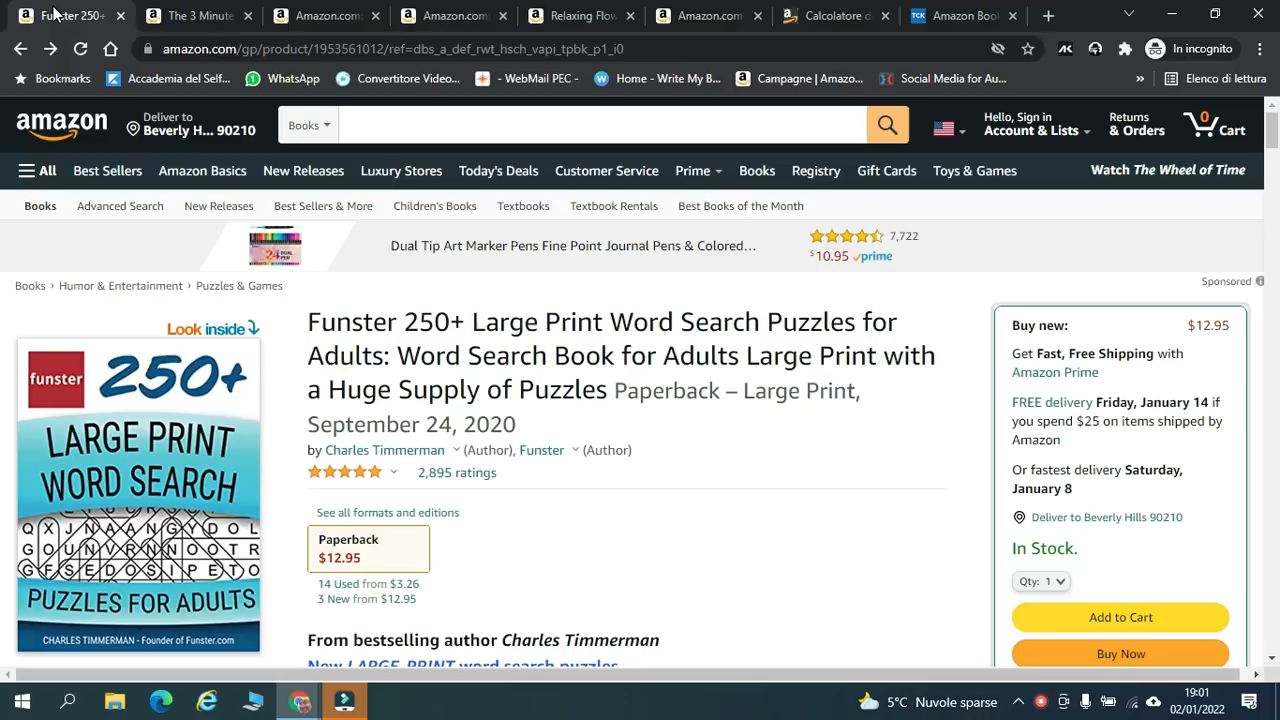 Funster 250+
The 3 Minute
Amazon.com
Amazon.com
Relaxing Flow
Amazon.com
Calcolatore d
Amazon Boo
amazon.com/gp/product/1953561012/ref=dbs_a_def_rwt_hsch_vapi_tpbk_p1_i0
In incognito
Bookmarks
Accademia del Self...
WhatsApp
Convertitore Video...
- WebMail PEC -
Home - Write My B...
Campagne | Amazo...
Social Media for Au...
»
Elenco di lettura
amazon
Deliver to
Beverly H... 90210
Books
Hello, Sign in
Account & Lists
Returns
& Orders
0
Cart
All
Best Sellers
Amazon Basics
New Releases
Luxury Stores
Today's Deals
Customer Service
Prime
Books
Registry
Gift Cards
Toys & Games
Watch The Wheel of Time
Books
Advanced Search
New Releases
Best Sellers & More
Children's Books
Textbooks
Textbook Rentals
Best Books of the Month
Dual Tip Art Marker Pens Fine Point Journal Pens & Colored...
7,722
$10.95 prime
Sponsored
Books › Humor & Entertainment › Puzzles & Games
Look inside
funster
250+
LARGE PRINT
WORD SEARCH
Q X J N A A N G Y D O L
G O U N V R N N O O T R
G F S E D O S I P E T O
PUZZLES FOR ADULTS
CHARLES TIMMERMAN - Founder of Funster.com
Funster 250+ Large Print Word Search Puzzles for
Adults: Word Search Book for Adults Large Print with
a Huge Supply of Puzzles Paperback – Large Print,
September 24, 2020
by Charles Timmerman (Author), Funster (Author)
2,895 ratings
See all formats and editions
Paperback
$12.95
14 Used from $3.26
3 New from $12.95
From bestselling author Charles Timmerman
New LARGE-PRINT word search puzzles
Buy new:
$12.95
Get Fast, Free Shipping with
Amazon Prime
FREE delivery Friday, January 14 if
you spend $25 on items shipped by
Amazon
Or fastest delivery Saturday,
January 8
Deliver to Beverly Hills 90210
In Stock.
Qty: 1
Add to Cart
Buy Now
5°C Nuvole sparse
19:01
02/01/2022